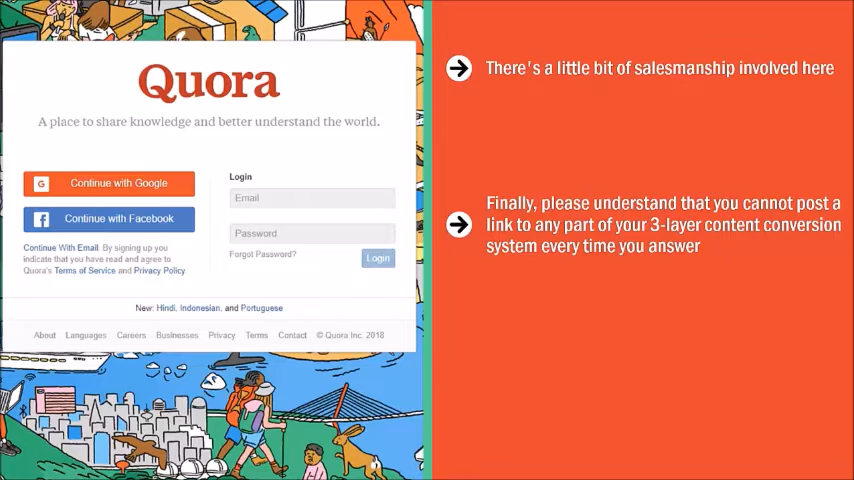 Quora
A place to share knowledge and better understand the world.
G Continue with Google
f Continue with Facebook
Continue With Email. By signing up you
indicate that you have read and agree to
Quora's Terms of Service and Privacy Policy.
Login
Email
Password
Forgot Password?
Login
New: Hindi, Indonesian, and Portuguese
About Languages Careers Businesses Privacy Terms Contact © Quora Inc. 2018
There's a little bit of salesmanship involved here
Finally, please understand that you cannot post a
link to any part of your 3-layer content conversion
system every time you answer